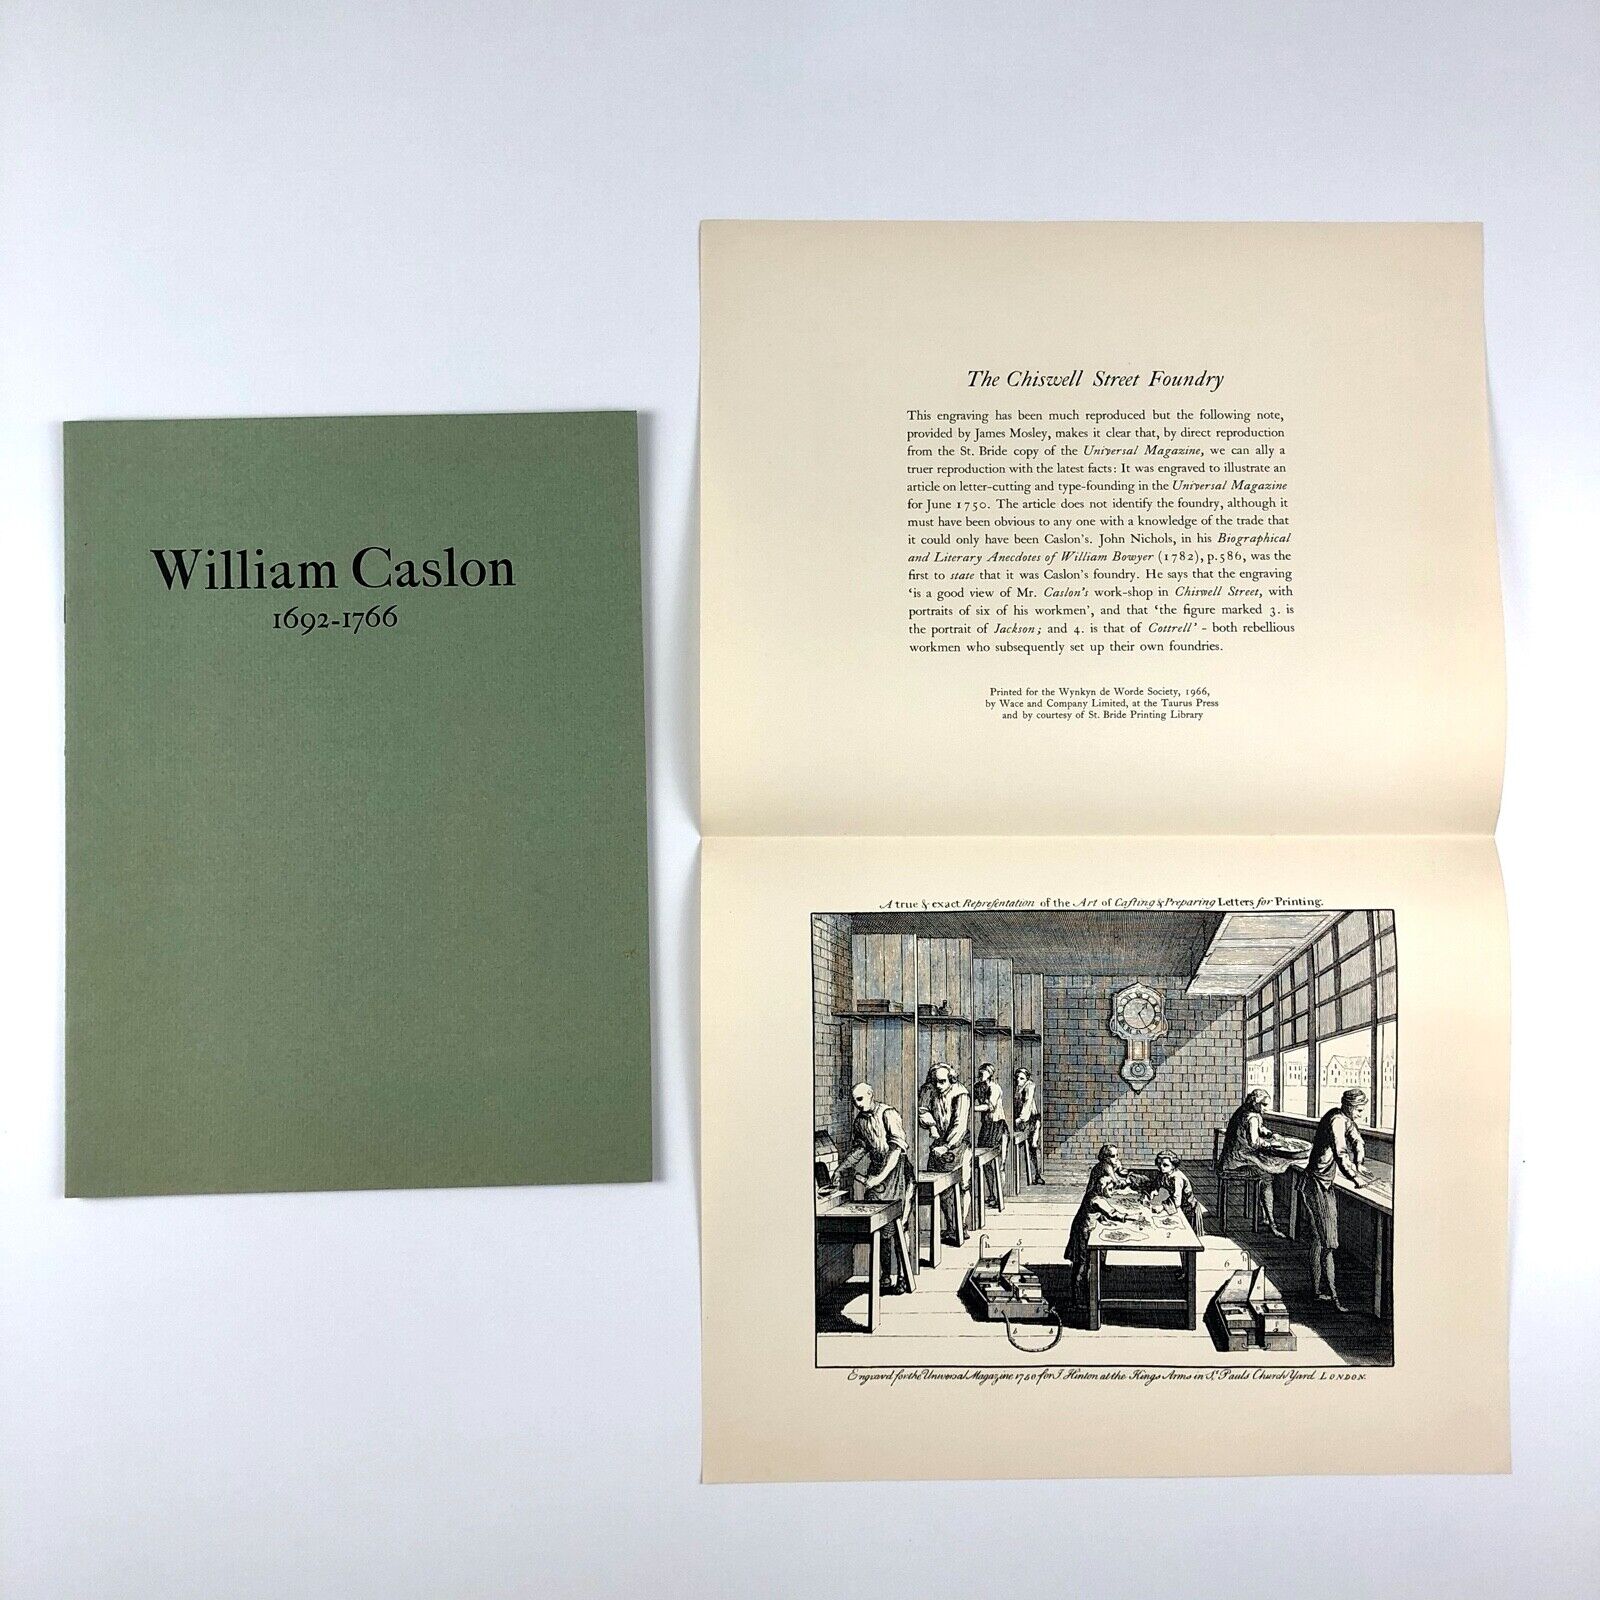 William Caslon
1692-1766
The Chiswell Street Foundry
This engraving has been much reproduced but the following note,
provided by James Mosley, makes it clear that, by direct reproduction
from the St. Bride copy of the Universal Magazine, we can ally a
truer reproduction with the latest facts: It was engraved to illustrate an
article on letter-cutting and type-founding in the Universal Magazine
for June 1750. The article does not identify the foundry, although it
must have been obvious to any one with a knowledge of the trade that
it could only have been Caslon's. John Nichols, in his Biographical
and Literary Anecdotes of William Bowyer (1782), p.586, was the
first to state that it was Caslon's foundry. He says that the engraving
‘is a good view of Mr. Caslon's work-shop in Chiswell Street, with
portraits of six of his workmen’, and that ‘the figure marked 3. is
the portrait of Jackson; and 4. is that of Cottrell’ - both rebellious
workmen who subsequently set up their own foundries.
Printed for the Wynkyn de Worde Society, 1966,
by Wace and Company Limited, at the Taurus Press
and by courtesy of St. Bride Printing Library
A true & exact Repreſentation of the Art of Caſting & Preparing Letters for Printing.
2
5
6
h
b
b
d
a
Engrav'd for the Universal Magazine 1750 for J. Hinton at the Kings Arms in St. Pauls Church Yard LONDON.